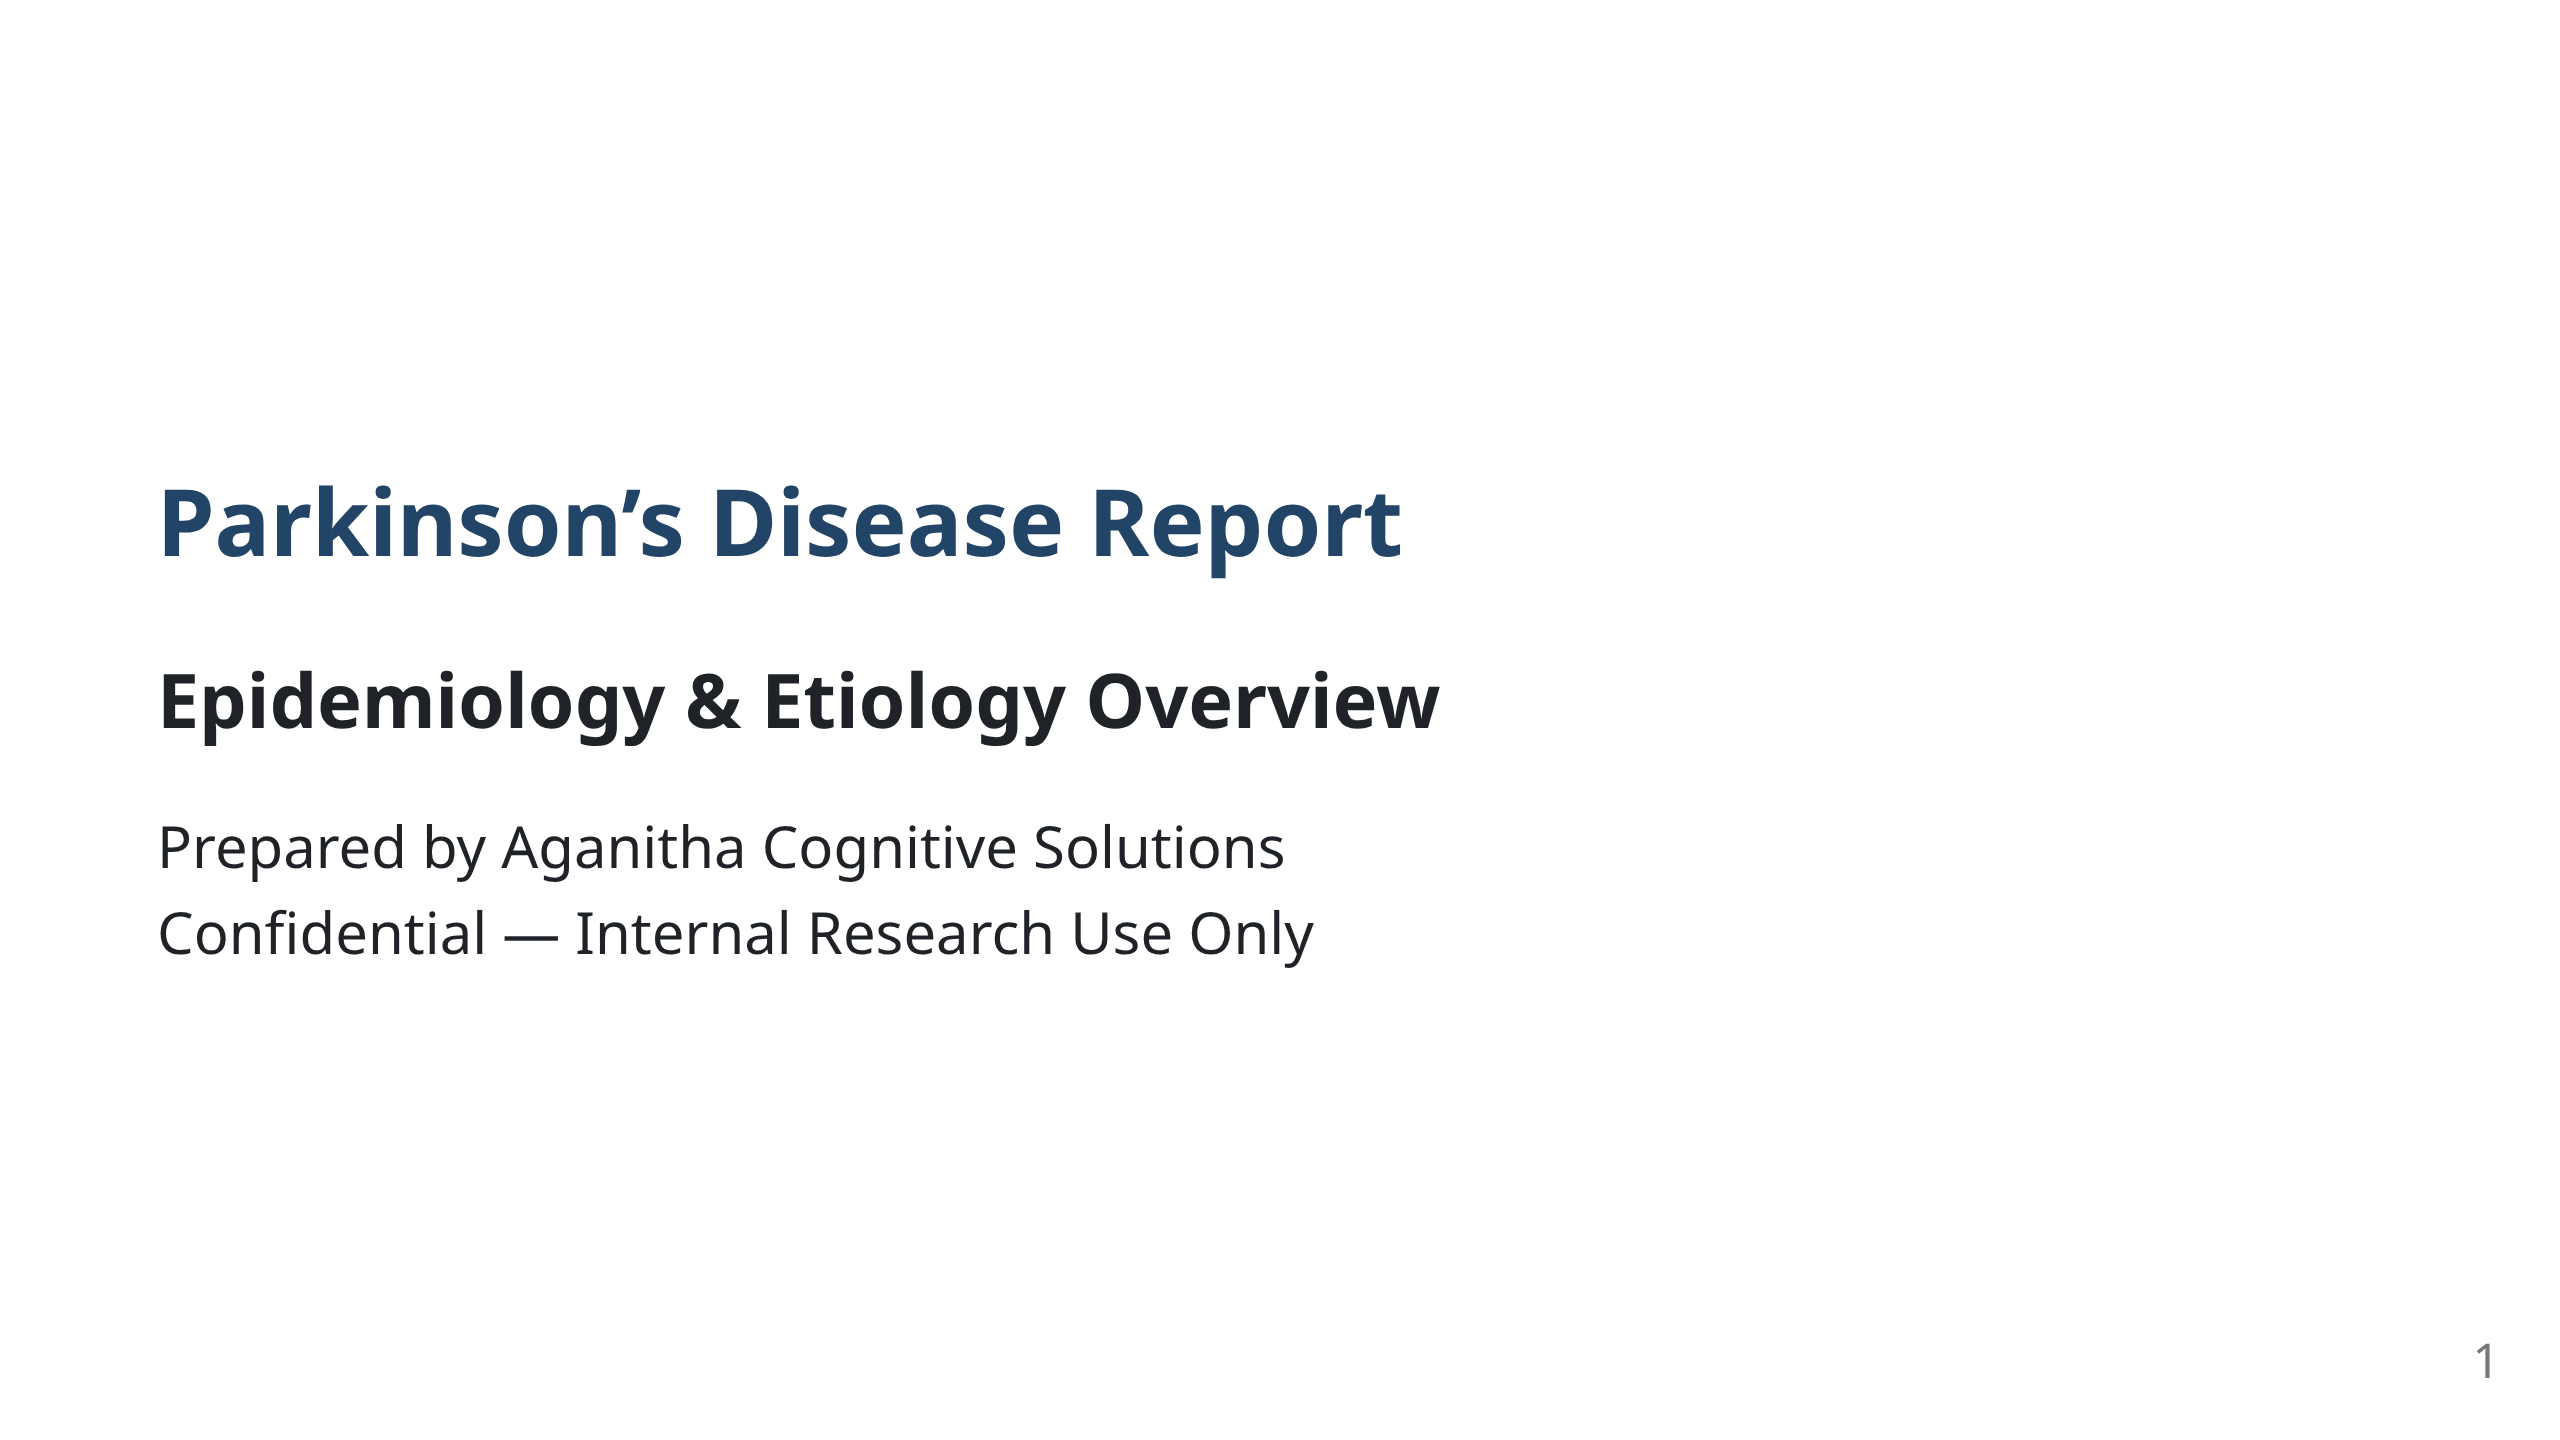 Parkinson’s Disease Report
Epidemiology & Etiology Overview
Prepared by Aganitha Cognitive Solutions
Confidential — Internal Research Use Only
1